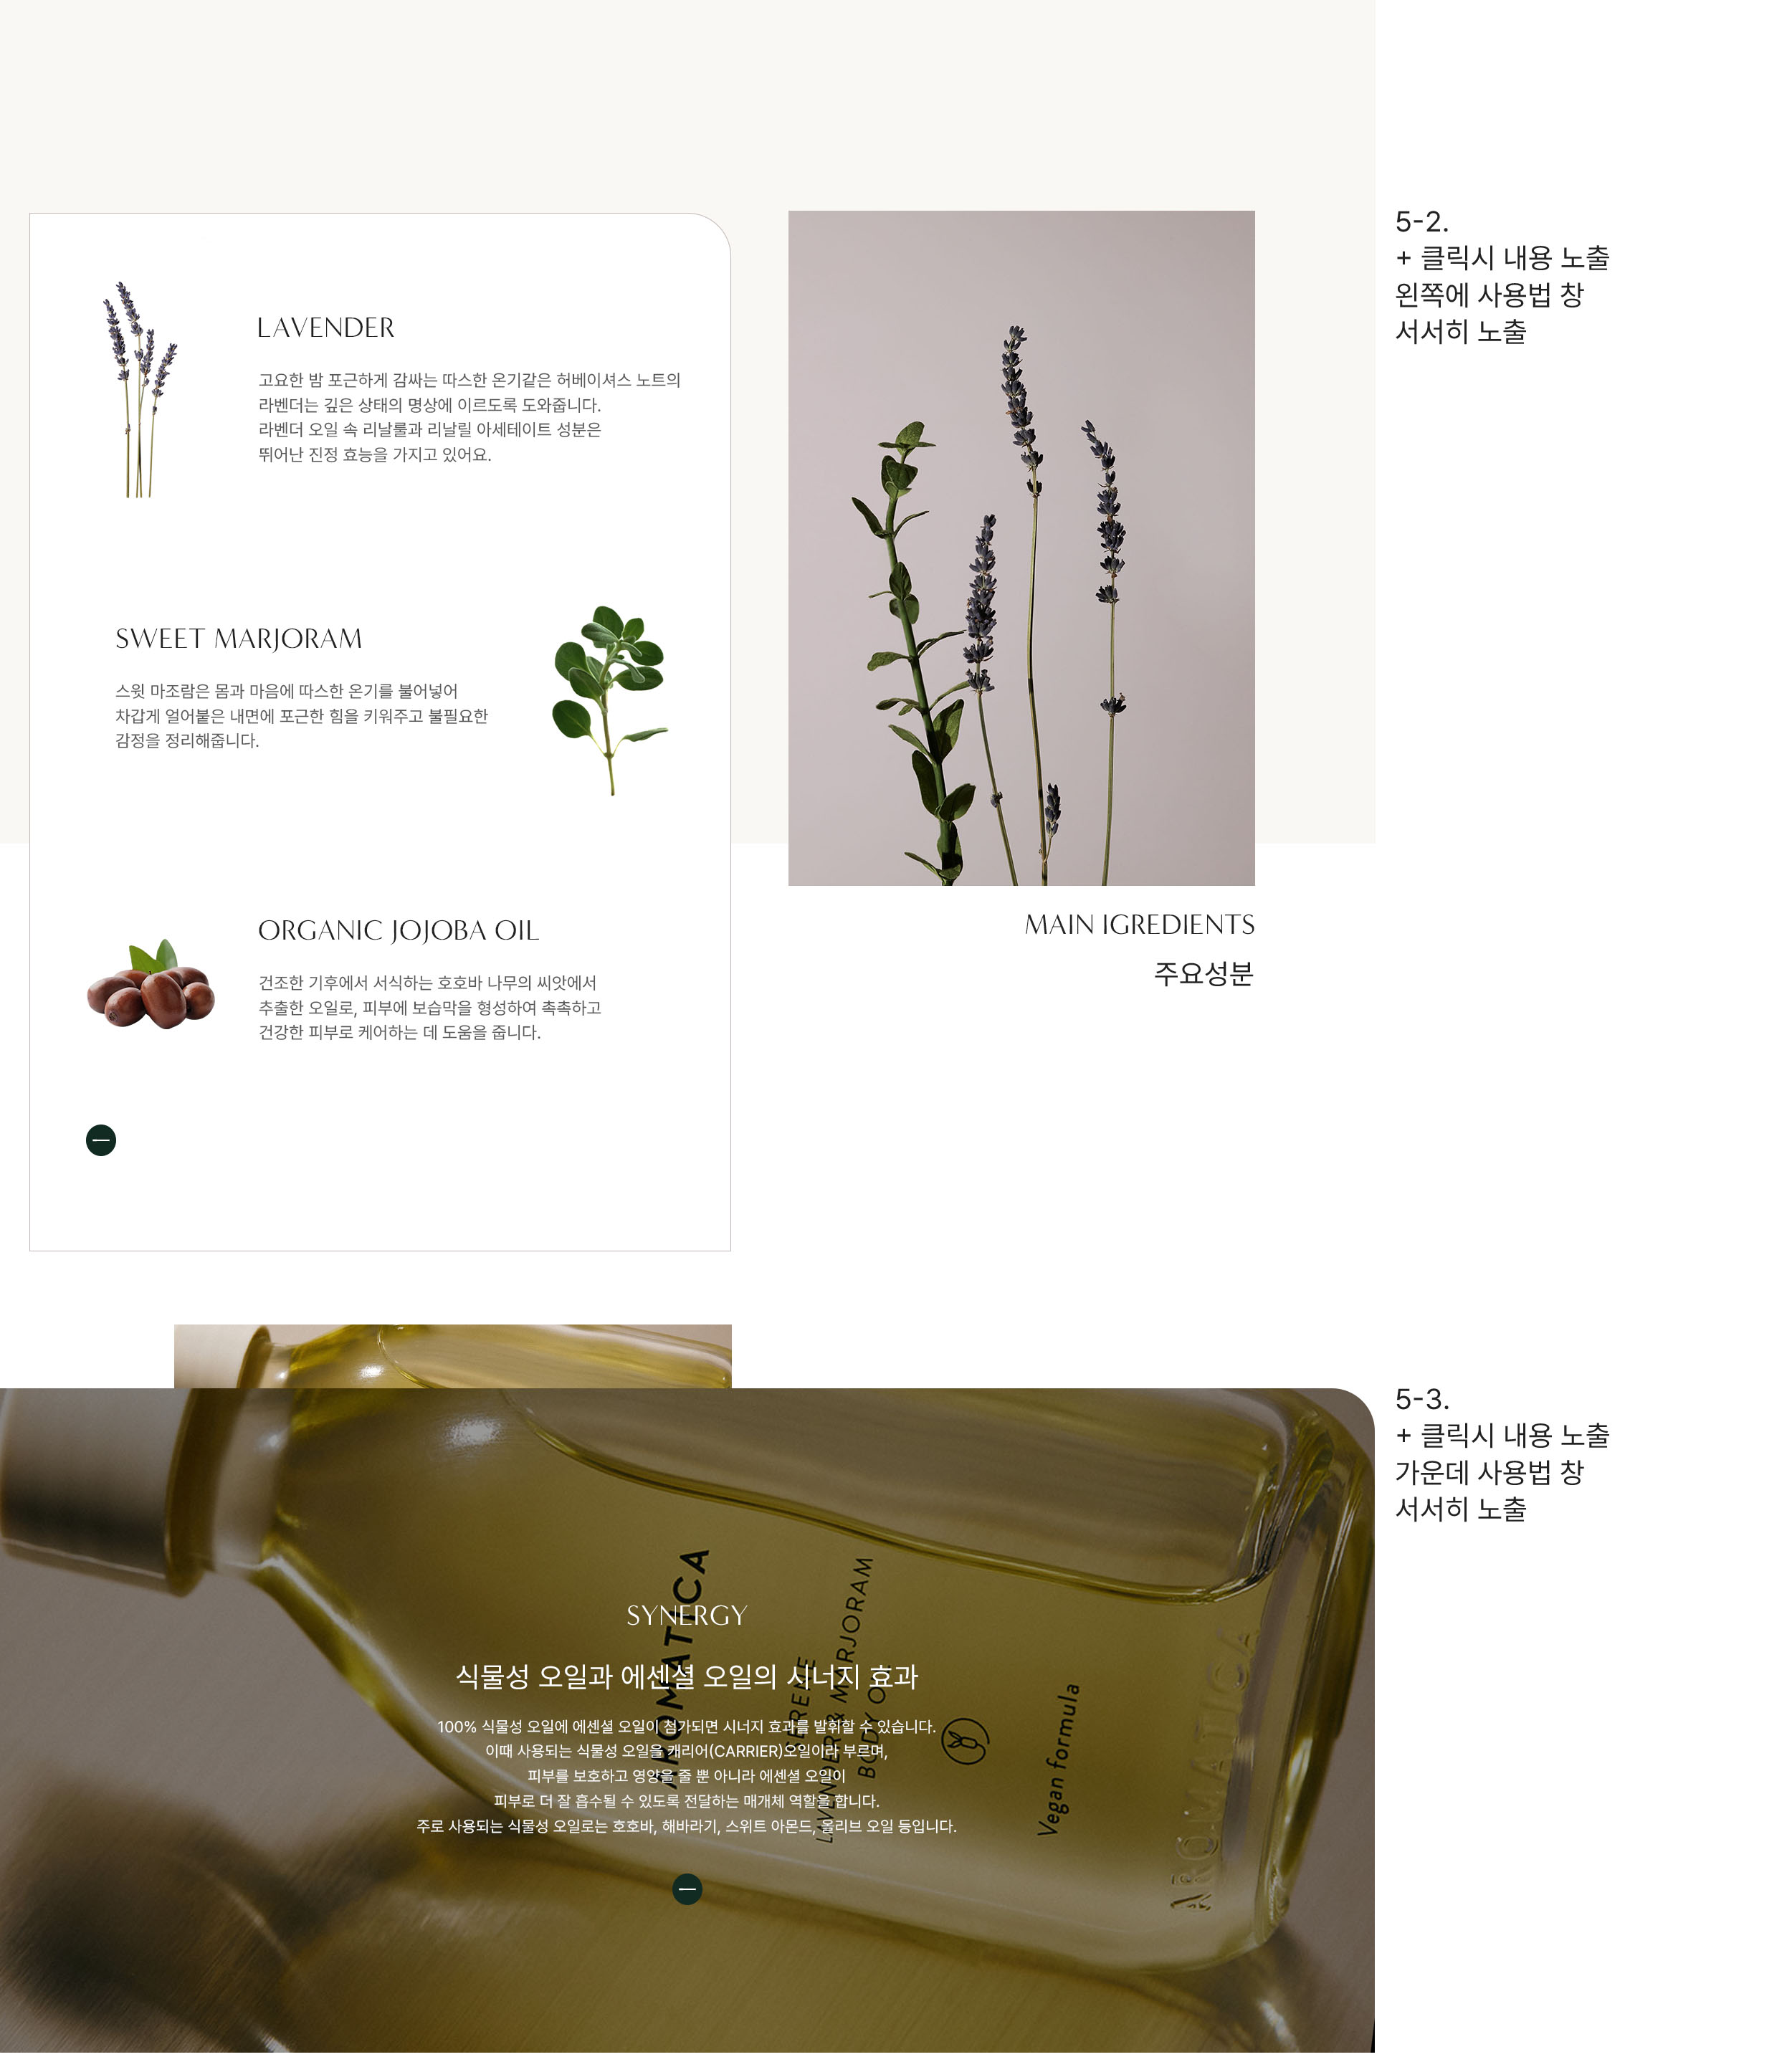 5-2.
+ 클릭시 내용 노출
왼쪽에 사용법 창
서서히 노출
LAVENDER
고요한 밤 포근하게 감싸는 따스한 온기같은 허베이셔스 노트의
라벤더는 깊은 상태의 명상에 이르도록 도와줍니다.
라벤더 오일 속 리날룰과 리날릴 아세테이트 성분은
뛰어난 진정 효능을 가지고 있어요.
SWEET MARJORAM
스윗 마조람은 몸과 마음에 따스한 온기를 불어넣어
차갑게 얼어붙은 내면에 포근한 힘을 키워주고 불필요한
감정을 정리해줍니다.
ORGANIC JOJOBA OIL
건조한 기후에서 서식하는 호호바 나무의 씨앗에서
추출한 오일로, 피부에 보습막을 형성하여 촉촉하고
건강한 피부로 케어하는 데 도움을 줍니다.
MAIN IGREDIENTS
주요성분
5-3.
+ 클릭시 내용 노출
가운데 사용법 창
서서히 노출
SYNERGY
식물성 오일과 에센셜 오일의 시너지 효과
100% 식물성 오일에 에센셜 오일이 첨가되면 시너지 효과를 발휘할 수 있습니다.
이때 사용되는 식물성 오일을 캐리어(CARRIER)오일이라 부르며,
피부를 보호하고 영양을 줄 뿐 아니라 에센셜 오일이
피부로 더 잘 흡수될 수 있도록 전달하는 매개체 역할을 합니다.
주로 사용되는 식물성 오일로는 호호바, 해바라기, 스위트 아몬드, 올리브 오일 등입니다.
AROMATICA
SERENE
LAVENDER & MARJORAM
BODY OIL
Vegan formula
AROMATICA